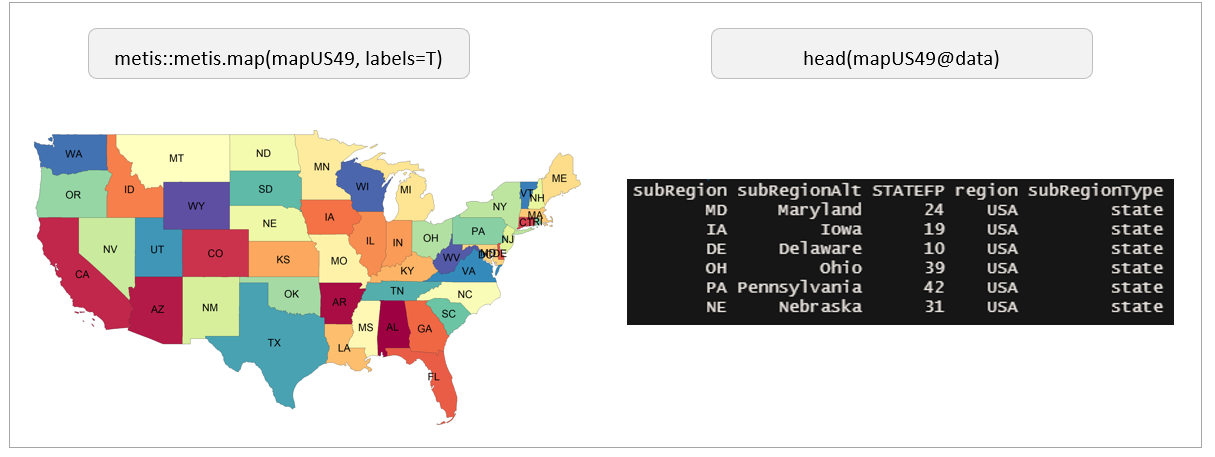 metis::metis.map(mapUS49, labels=T)
head(mapUS49@data)
WA
MT
ND
MN
ME
OR
ID
SD
WI
MI
VT
NH
WY
NY
MA
CT
RI
NE
IA
PA
NJ
NV
UT
CO
IL
IN
OH
MD
DE
DC
CA
KS
MO
KY
WV
VA
AZ
NM
OK
AR
TN
NC
SC
TX
LA
MS
AL
GA
FL
subRegion subRegionAlt STATEFP region subRegionType
MD Maryland 24 USA state
IA Iowa 19 USA state
DE Delaware 10 USA state
OH Ohio 39 USA state
PA Pennsylvania 42 USA state
NE Nebraska 31 USA state